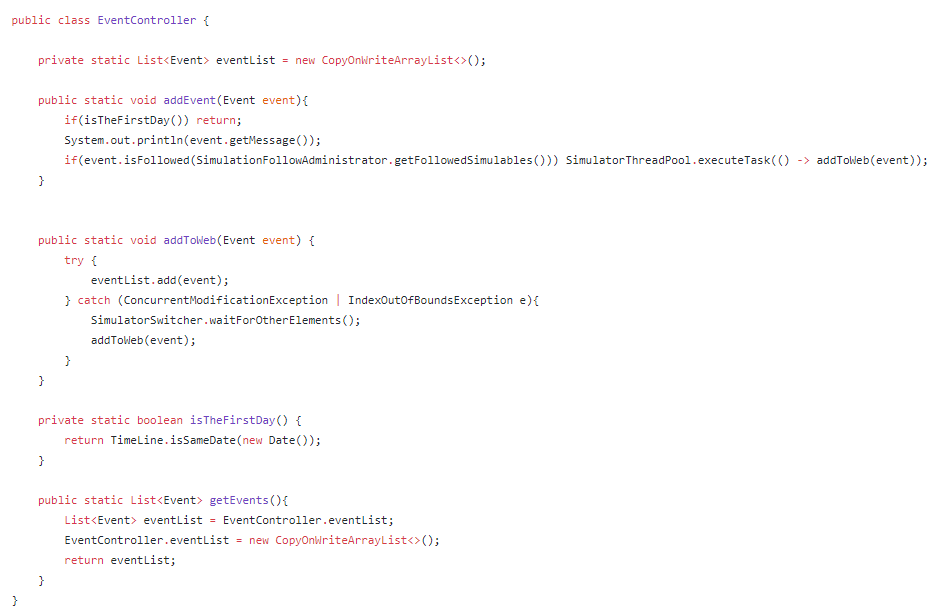 public class EventController {
private static List<Event> eventList = new CopyOnWriteArrayList<>();
public static void addEvent(Event event){
if(isTheFirstDay()) return;
System.out.println(event.getMessage());
if(event.isFollowed(SimulationFollowAdministrator.getFollowedSimulables())) SimulatorThreadPool.executeTask(() -> addToWeb(event));
}
public static void addToWeb(Event event) {
try {
eventList.add(event);
} catch (ConcurrentModificationException | IndexOutOfBoundsException e){
SimulatorSwitcher.waitForOtherElements();
addToWeb(event);
}
}
private static boolean isTheFirstDay() {
return TimeLine.isSameDate(new Date());
}
public static List<Event> getEvents(){
List<Event> eventList = EventController.eventList;
EventController.eventList = new CopyOnWriteArrayList<>();
return eventList;
}
}